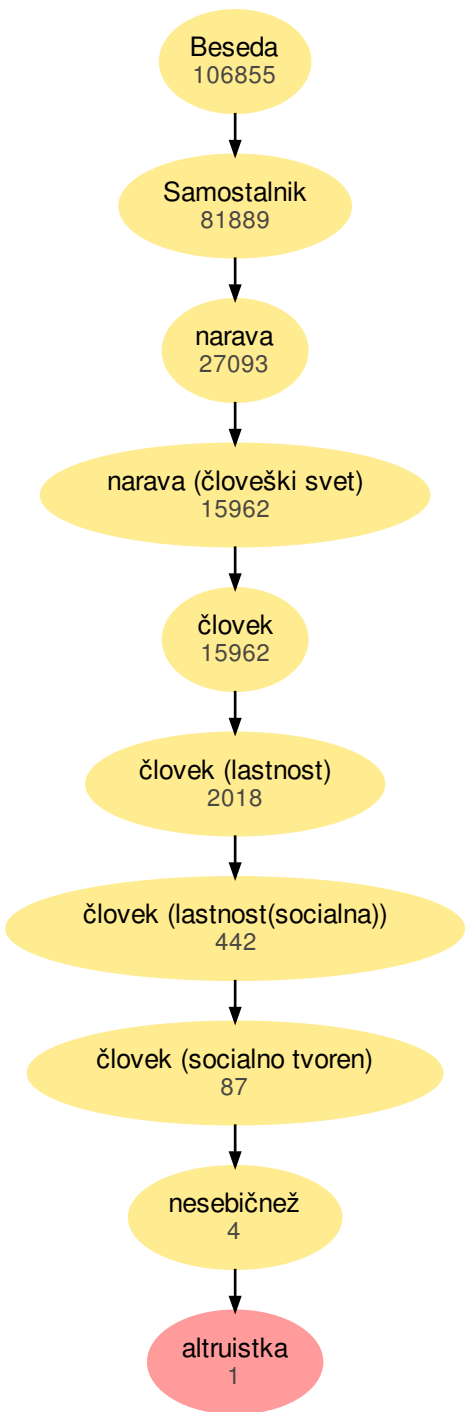 Beseda
106855
Samostalnik
81889
narava
27093
narava (človeški svet)
15962
človek
15962
človek (lastnost)
2018
človek (lastnost(socialna))
442
človek (socialno tvoren)
87
nesebičnež
4
altruistka
1